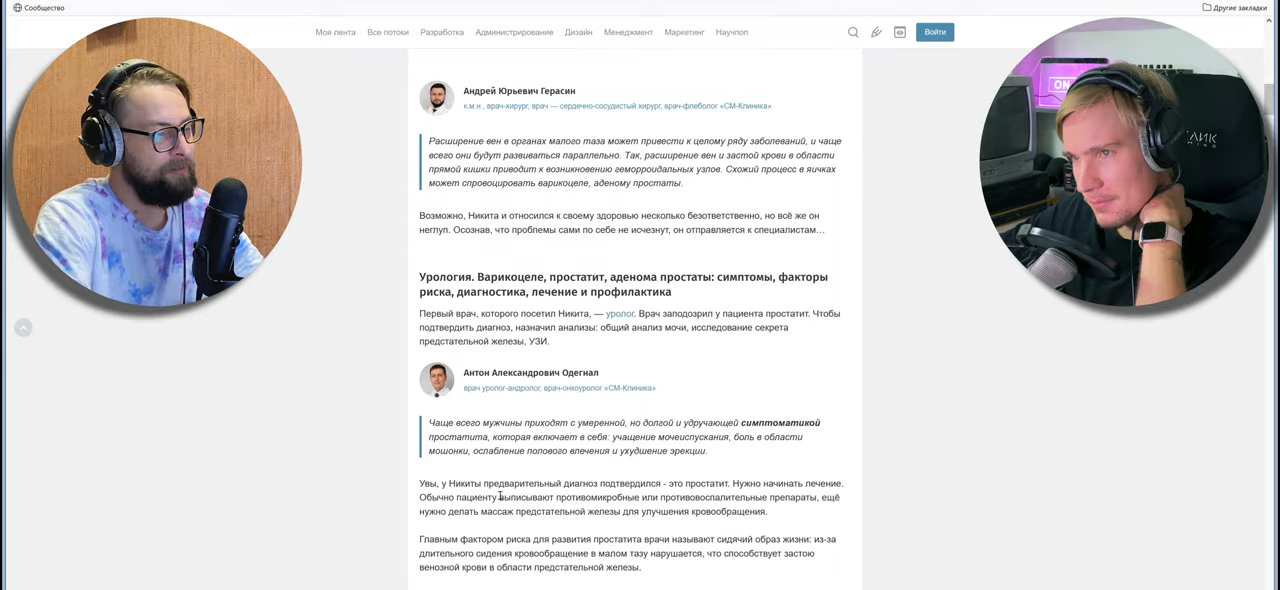 Сообщество
Другие закладки
Моя лента Все потоки Разработка Администрирование Дизайн Менеджмент Маркетинг Научпоп
Войти
Андрей Юрьевич Герасин
к.м.н., врач-хирург, врач — сердечно-сосудистый хирург, врач-флеболог «СМ-Клиника»
Расширение вен в органах малого таза может привести к целому ряду заболеваний, и чаще
всего они будут развиваться параллельно. Так, расширение вен и застой крови в области
прямой кишки приводит к возникновению геморроидальных узлов. Схожий процесс в яичках
может спровоцировать варикоцеле, аденому простаты.
Возможно, Никита и относился к своему здоровью несколько безответственно, но всё же он
неглуп. Осознав, что проблемы сами по себе не исчезнут, он отправляется к специалистам…
Урология. Варикоцеле, простатит, аденома простаты: симптомы, факторы
риска, диагностика, лечение и профилактика
Первый врач, которого посетил Никита, — уролог. Врач заподозрил у пациента простатит. Чтобы
подтвердить диагноз, назначил анализы: общий анализ мочи, исследование секрета
предстательной железы, УЗИ.
Антон Александрович Одегнал
врач уролог-андролог, врач-онкоуролог «СМ-Клиника»
Чаще всего мужчины приходят с умеренной, но долгой и удручающей симптоматикой
простатита, которая включает в себя: учащение мочеиспускания, боль в области
мошонки, ослабление полового влечения и ухудшение эрекции.
Увы, у Никиты предварительный диагноз подтвердился - это простатит. Нужно начинать лечение.
Обычно пациенту выписывают противомикробные или противовоспалительные препараты, ещё
нужно делать массаж предстательной железы для улучшения кровообращения.
Главным фактором риска для развития простатита врачи называют сидячий образ жизни: из-за
длительного сидения кровообращение в малом тазу нарушается, что способствует застою
венозной крови в области предстательной железы.
ON